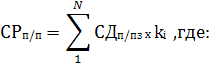 СРп/п = N∑1 СДп/пз х ki ,где: